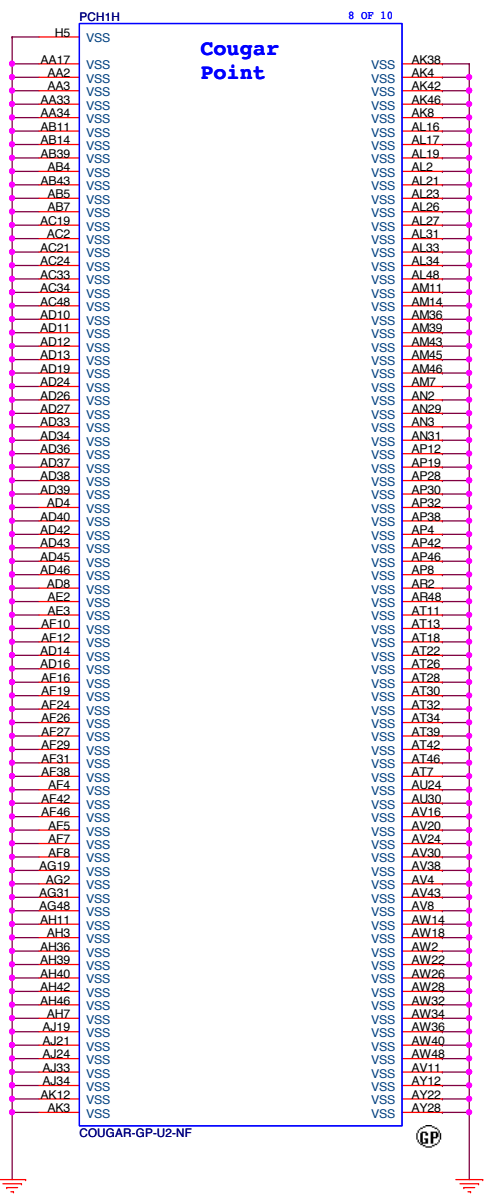 PCH1H 8 OF 10
H5 VSS
Cougar
Point
AA17 VSS VSS AK38
AA2 VSS VSS AK4
AA3 VSS VSS AK42
AA33 VSS VSS AK46
AA34 VSS VSS AK8
AB11 VSS VSS AL16
AB14 VSS VSS AL17
AB39 VSS VSS AL19
AB4 VSS VSS AL2
AB43 VSS VSS AL21
AB5 VSS VSS AL23
AB7 VSS VSS AL26
AC19 VSS VSS AL27
AC2 VSS VSS AL31
AC21 VSS VSS AL33
AC24 VSS VSS AL34
AC33 VSS VSS AL48
AC34 VSS VSS AM11
AC48 VSS VSS AM14
AD10 VSS VSS AM36
AD11 VSS VSS AM39
AD12 VSS VSS AM43
AD13 VSS VSS AM45
AD19 VSS VSS AM46
AD24 VSS VSS AM7
AD26 VSS VSS AN2
AD27 VSS VSS AN29
AD33 VSS VSS AN3
AD34 VSS VSS AN31
AD36 VSS VSS AP12
AD37 VSS VSS AP19
AD38 VSS VSS AP28
AD39 VSS VSS AP30
AD4 VSS VSS AP32
AD40 VSS VSS AP38
AD42 VSS VSS AP4
AD43 VSS VSS AP42
AD45 VSS VSS AP46
AD46 VSS VSS AP8
AD8 VSS VSS AR2
AE2 VSS VSS AR48
AE3 VSS VSS AT11
AF10 VSS VSS AT13
AF12 VSS VSS AT18
AD14 VSS VSS AT22
AD16 VSS VSS AT26
AF16 VSS VSS AT28
AF19 VSS VSS AT30
AF24 VSS VSS AT32
AF26 VSS VSS AT34
AF27 VSS VSS AT39
AF29 VSS VSS AT42
AF31 VSS VSS AT46
AF38 VSS VSS AT7
AF4 VSS VSS AU24
AF42 VSS VSS AU30
AF46 VSS VSS AV16
AF5 VSS VSS AV20
AF7 VSS VSS AV24
AF8 VSS VSS AV30
AG19 VSS VSS AV38
AG2 VSS VSS AV4
AG31 VSS VSS AV43
AG48 VSS VSS AV8
AH11 VSS VSS AW14
AH3 VSS VSS AW18
AH36 VSS VSS AW2
AH39 VSS VSS AW22
AH40 VSS VSS AW26
AH42 VSS VSS AW28
AH46 VSS VSS AW32
AH7 VSS VSS AW34
AJ19 VSS VSS AW36
AJ21 VSS VSS AW40
AJ24 VSS VSS AW48
AJ33 VSS VSS AV11
AJ34 VSS VSS AY12
AK12 VSS VSS AY22
AK3 VSS VSS AY28
COUGAR-GP-U2-NF GP